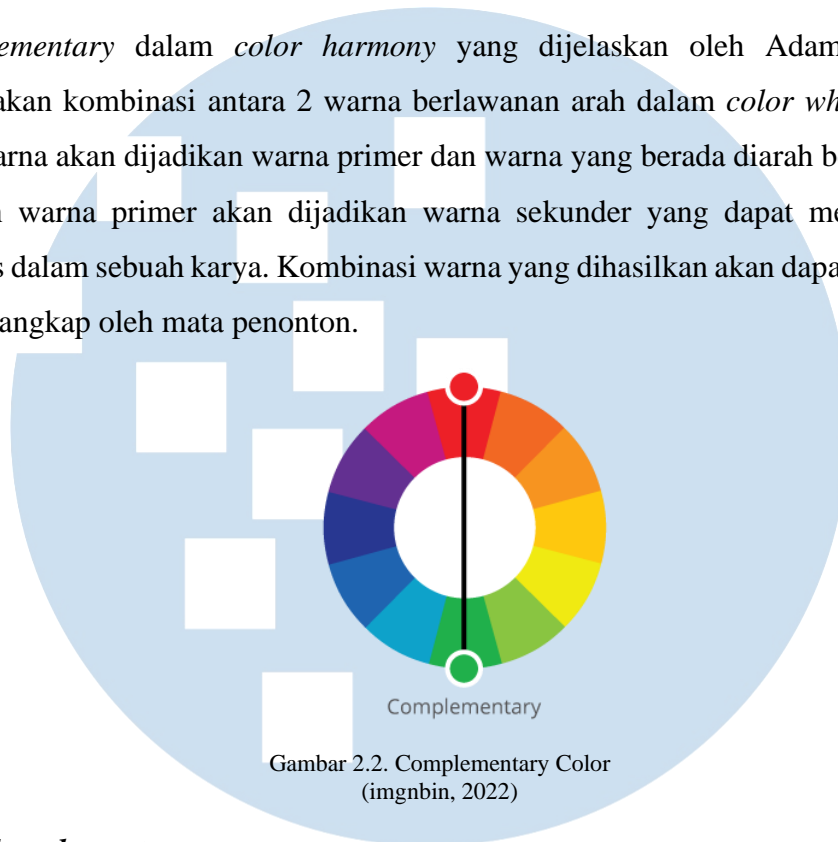 ementary dalam color harmony yang dijelaskan oleh Adam
akan kombinasi antara 2 warna berlawanan arah dalam color wh
arna akan dijadikan warna primer dan warna yang berada diarah b
warna primer akan dijadikan warna sekunder yang dapat me
s dalam sebuah karya. Kombinasi warna yang dihasilkan akan dapa
angkap oleh mata penonton.
Complementary
Gambar 2.2. Complementary Color
(imgnbin, 2022)